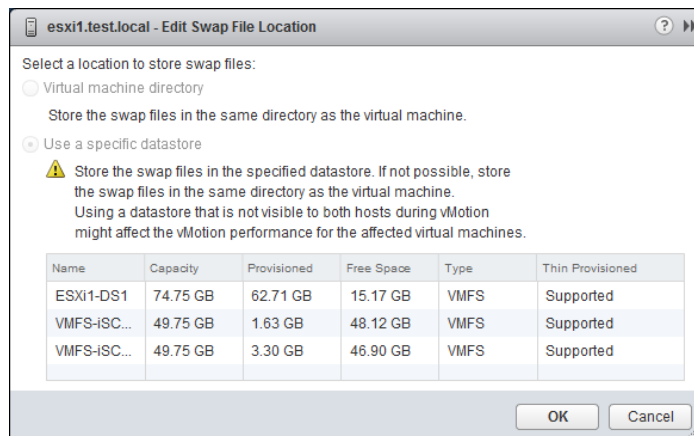 esxi1.test.local - Edit Swap File Location
?
Select a location to store swap files:
Virtual machine directory
Store the swap files in the same directory as the virtual machine.
Use a specific datastore
Store the swap files in the specified datastore. If not possible, store
the swap files in the same directory as the virtual machine.
Using a datastore that is not visible to both hosts during vMotion
might affect the vMotion performance for the affected virtual machines.
Name Capacity Provisioned Free Space Type Thin Provisioned
ESXi1-DS1 74.75 GB 62.71 GB 15.17 GB VMFS Supported
VMFS-iSC... 49.75 GB 1.63 GB 48.12 GB VMFS Supported
VMFS-iSC... 49.75 GB 3.30 GB 46.90 GB VMFS Supported
OK Cancel